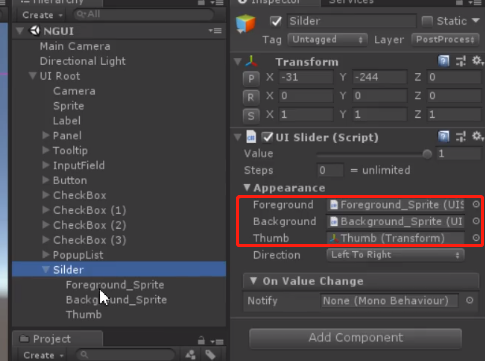 Hierarchy
Create
All
NGUI
Main Camera
Directional Light
UI Root
Camera
Sprite
Label
Panel
Tooltip
InputField
Button
CheckBox
CheckBox (1)
CheckBox (2)
CheckBox (3)
PopupList
Silder
Foreground_Sprite
Background_Sprite
Thumb
Project
Create
Inspector
Services
Silder
Static
Tag Untagged Layer PostProcess
Transform
P X -31 Y -244 Z 0
R X 0 Y 0 Z 0
S X 1 Y 1 Z 1
UI Slider (Script)
Value 1
Steps 0 = unlimited
Appearance
Foreground Foreground_Sprite (UIS
Background Background_Sprite (UI
Thumb Thumb (Transform)
Direction Left To Right
On Value Change
Notify None (Mono Behaviour)
Add Component